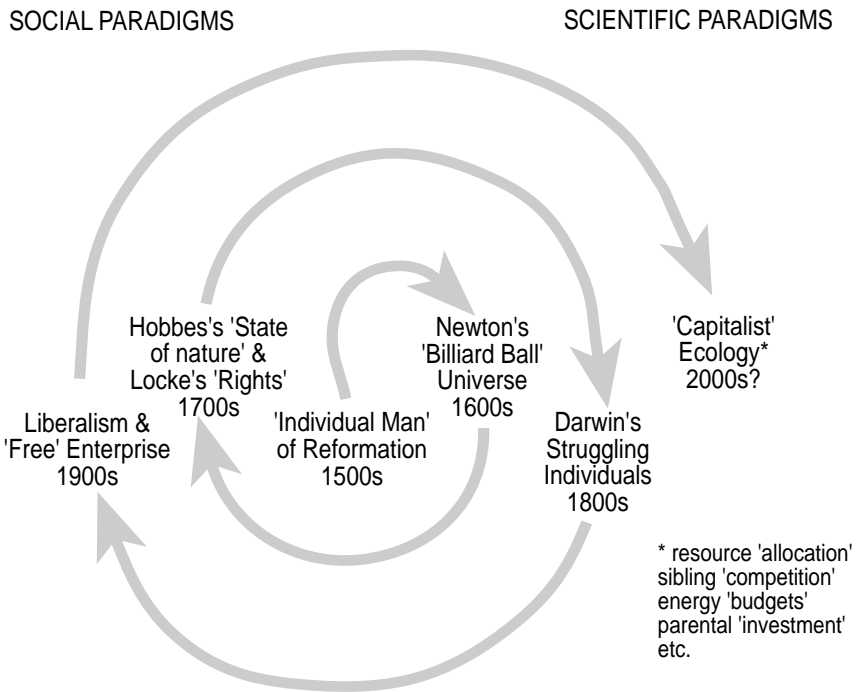 SOCIAL PARADIGMS
SCIENTIFIC PARADIGMS
Hobbes's 'State
of nature' &
Locke's 'Rights'
1700s
Newton's
'Billiard Ball'
Universe
1600s
'Capitalist'
Ecology*
2000s?
Liberalism &
'Free' Enterprise
1900s
'Individual Man'
of Reformation
1500s
Darwin's
Struggling
Individuals
1800s
* resource 'allocation'
sibling 'competition'
energy 'budgets'
parental 'investment'
etc.